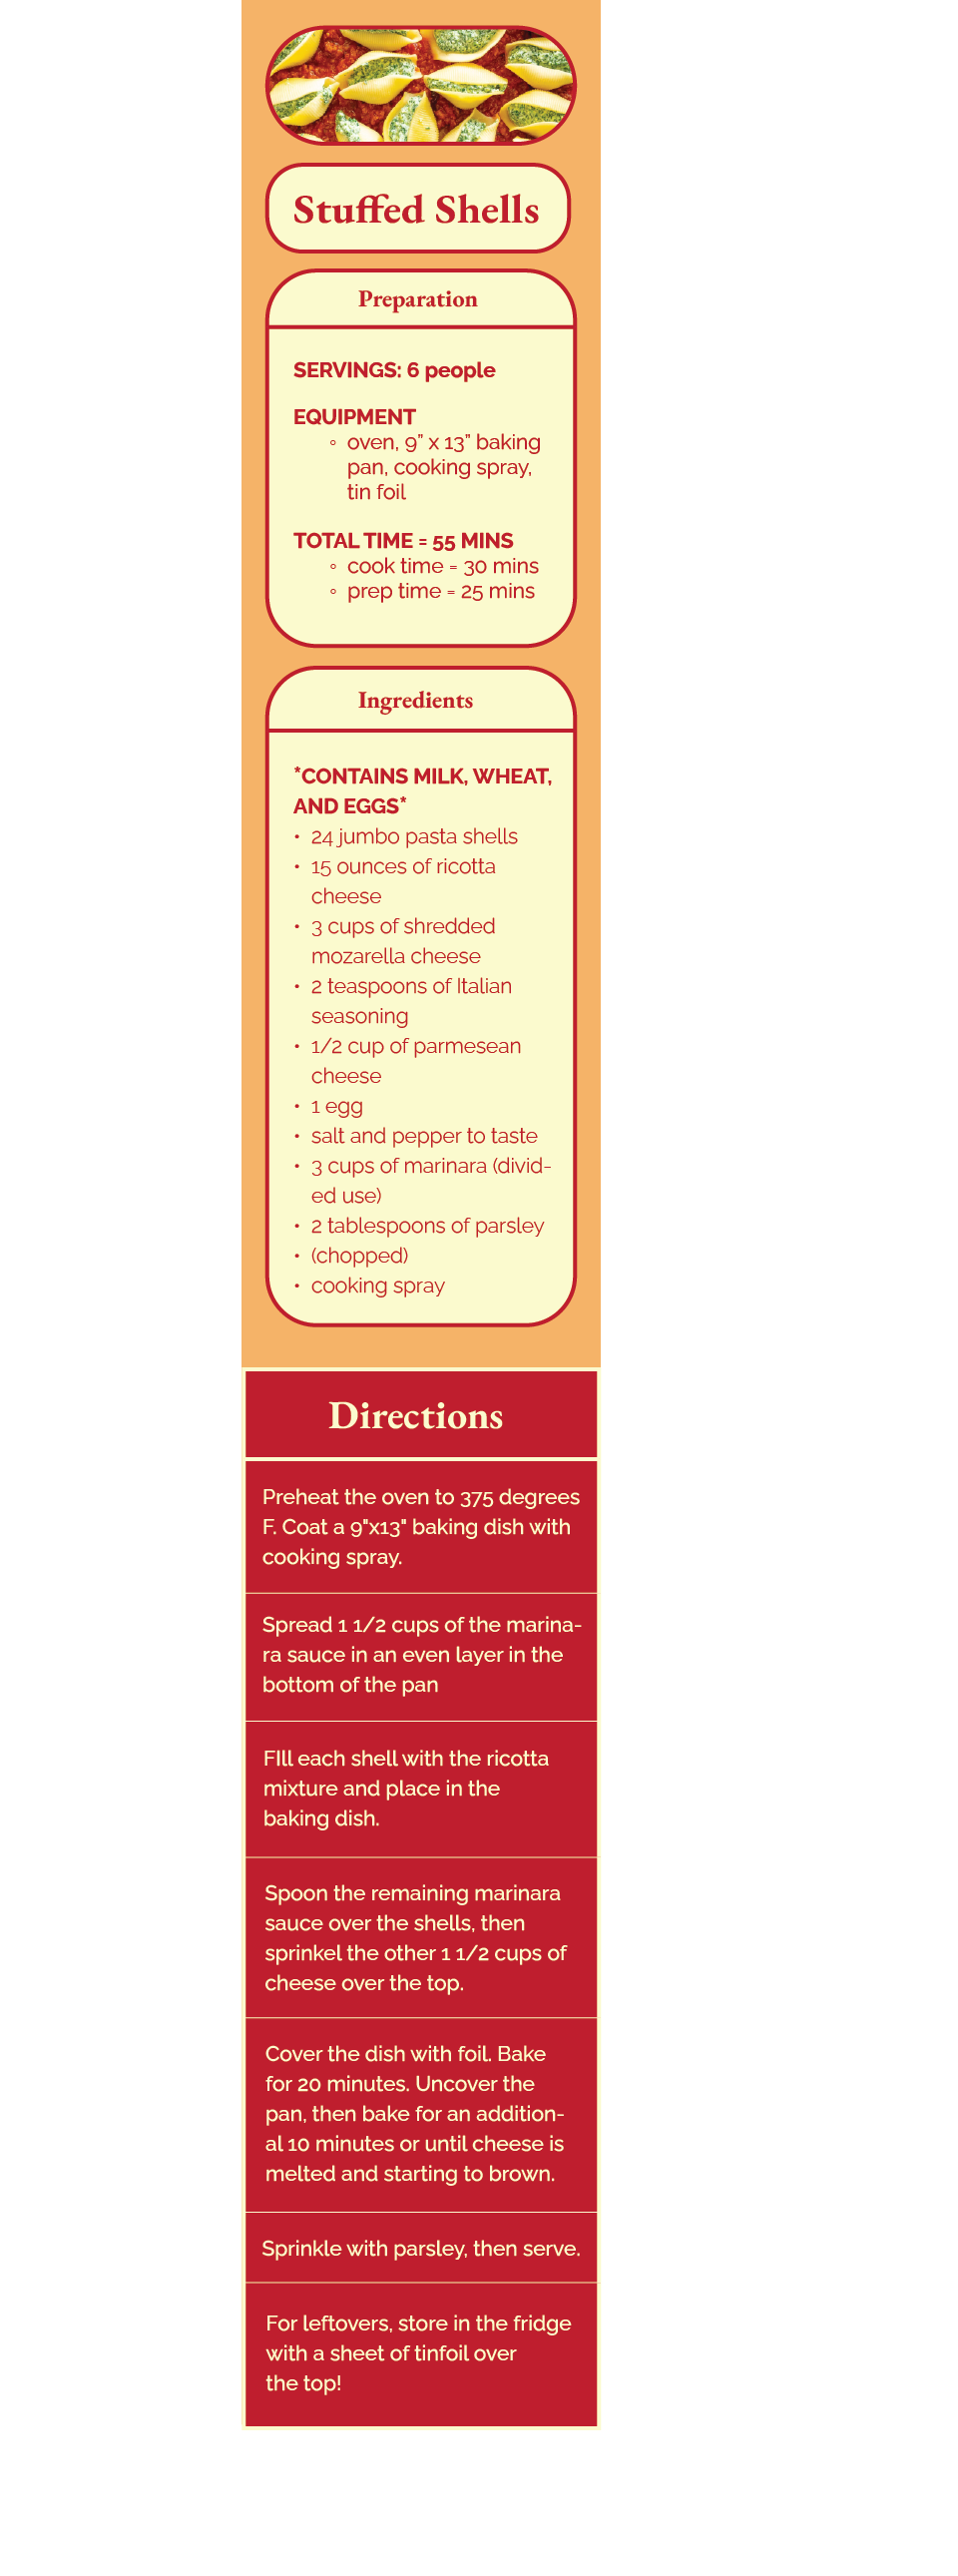 Stuffed Shells
Preparation
SERVINGS: 6 people
EQUIPMENT
◦ oven, 9” x 13” baking
pan, cooking spray,
tin foil
TOTAL TIME = 55 MINS
◦ cook time = 30 mins
◦ prep time = 25 mins
Ingredients
*CONTAINS MILK, WHEAT,
AND EGGS*
• 24 jumbo pasta shells
• 15 ounces of ricotta
cheese
• 3 cups of shredded
mozarella cheese
• 2 teaspoons of Italian
seasoning
• 1/2 cup of parmesean
cheese
• 1 egg
• salt and pepper to taste
• 3 cups of marinara (divid-
ed use)
• 2 tablespoons of parsley
• (chopped)
• cooking spray
Directions
Preheat the oven to 375 degrees
F. Coat a 9"x13" baking dish with
cooking spray.
Spread 1 1/2 cups of the marina-
ra sauce in an even layer in the
bottom of the pan
FIll each shell with the ricotta
mixture and place in the
baking dish.
Spoon the remaining marinara
sauce over the shells, then
sprinkel the other 1 1/2 cups of
cheese over the top.
Cover the dish with foil. Bake
for 20 minutes. Uncover the
pan, then bake for an addition-
al 10 minutes or until cheese is
melted and starting to brown.
Sprinkle with parsley, then serve.
For leftovers, store in the fridge
with a sheet of tinfoil over
the top!